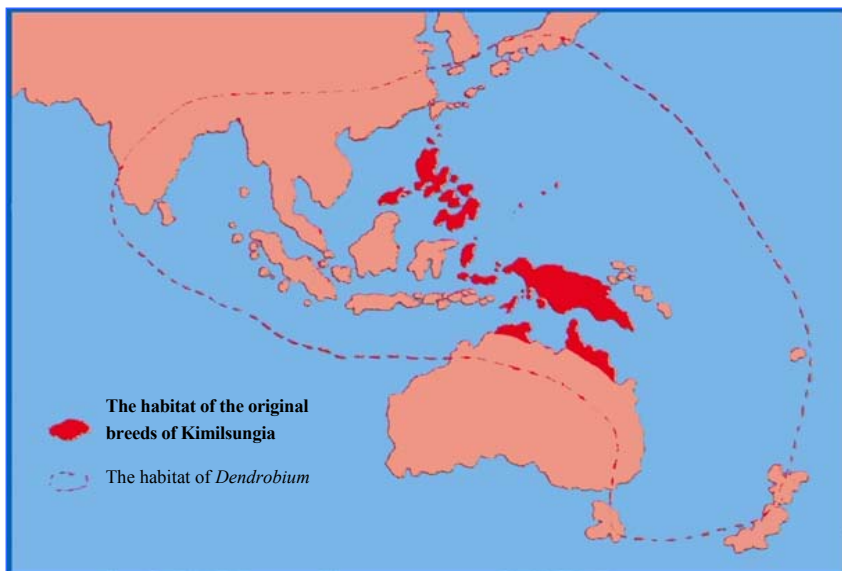 The habitat of the original
breeds of Kimilsungia
The habitat of Dendrobium